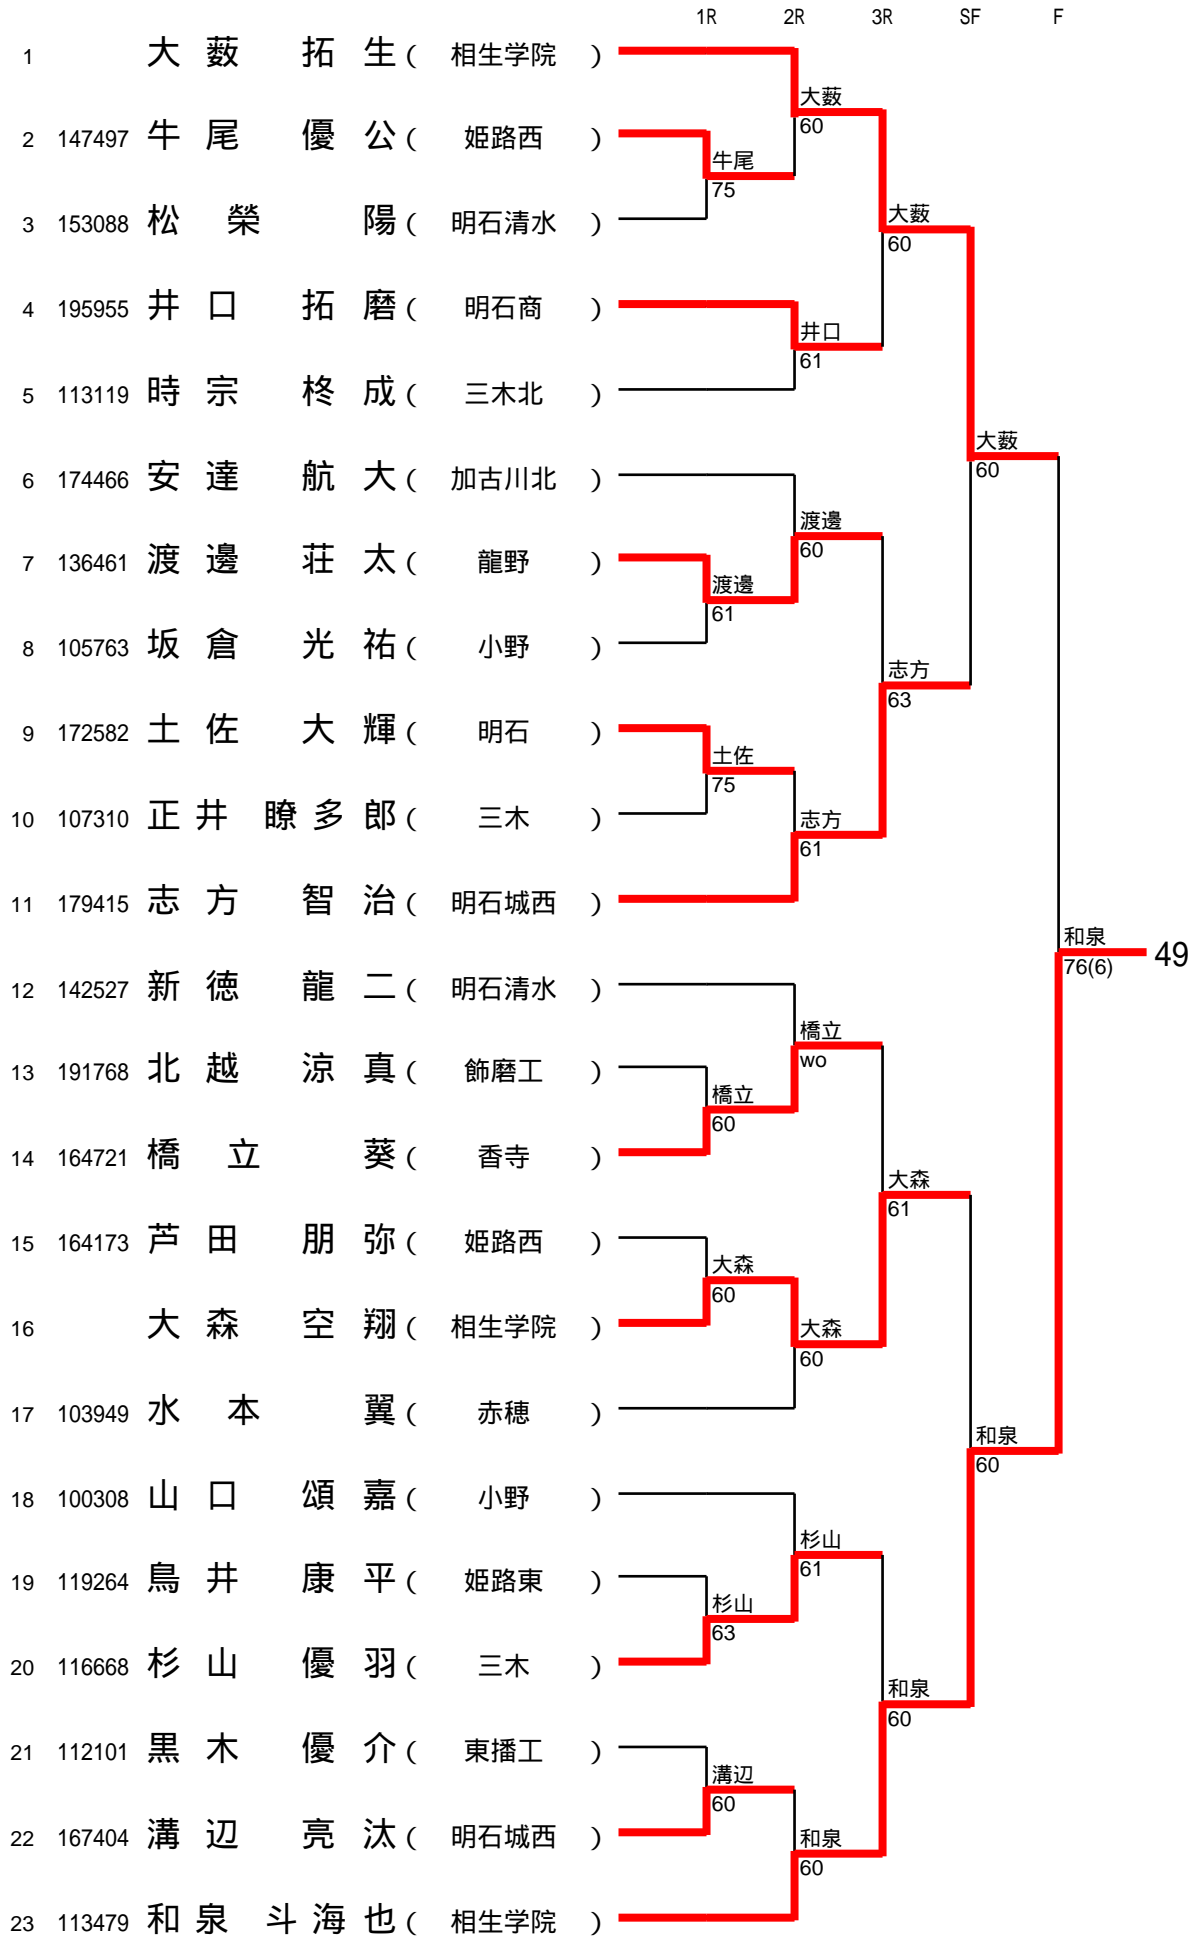 1R 2R 3R SF F
1 大薮 拓生( 相生学院 )
大薮
60
2 147497 牛尾 優公( 姫路西 )
牛尾
75
3 153088 松榮 陽( 明石清水 )
大薮
60
4 195955 井口 拓磨( 明石商 )
井口
61
5 113119 時宗 柊成( 三木北 )
大薮
60
6 174466 安達 航大( 加古川北 )
渡邊
60
7 136461 渡邊 荘太( 龍野 )
渡邊
61
8 105763 坂倉 光祐( 小野 )
志方
63
9 172582 土佐 大輝( 明石 )
土佐
75
10 107310 正井 瞭多郎( 三木 )
志方
61
11 179415 志方 智治( 明石城西 )
和泉
76(6) 49
12 142527 新徳 龍二( 明石清水 )
橋立
wo
13 191768 北越 涼真( 飾磨工 )
橋立
60
14 164721 橋立 葵( 香寺 )
大森
61
15 164173 芦田 朋弥( 姫路西 )
大森
60
16 大森 空翔( 相生学院 )
大森
60
17 103949 水本 翼( 赤穂 )
和泉
60
18 100308 山口 頌嘉( 小野 )
杉山
61
19 119264 鳥井 康平( 姫路東 )
杉山
63
20 116668 杉山 優羽( 三木 )
和泉
60
21 112101 黒木 優介( 東播工 )
溝辺
60
22 167404 溝辺 亮汰( 明石城西 )
和泉
60
23 113479 和泉 斗海也( 相生学院 )